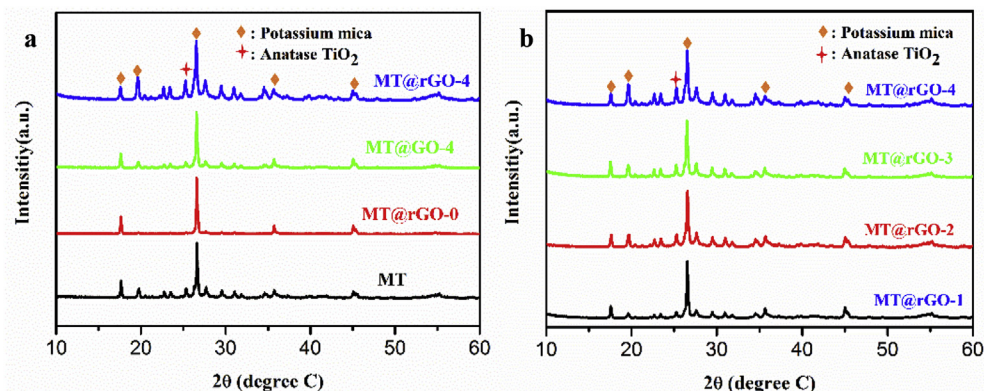 a
◆: Potassium mica
✦: Anatase TiO₂
MT@rGO-4
MT@GO-4
MT@rGO-0
MT
Intensitiy(a.u.)
10 20 30 40 50 60
2θ (degree C)
b
◆: Potassium mica
✦: Anatase TiO₂
MT@rGO-4
MT@rGO-3
MT@rGO-2
MT@rGO-1
Intensitiy(a.u.)
10 20 30 40 50 60
2θ (degree C)